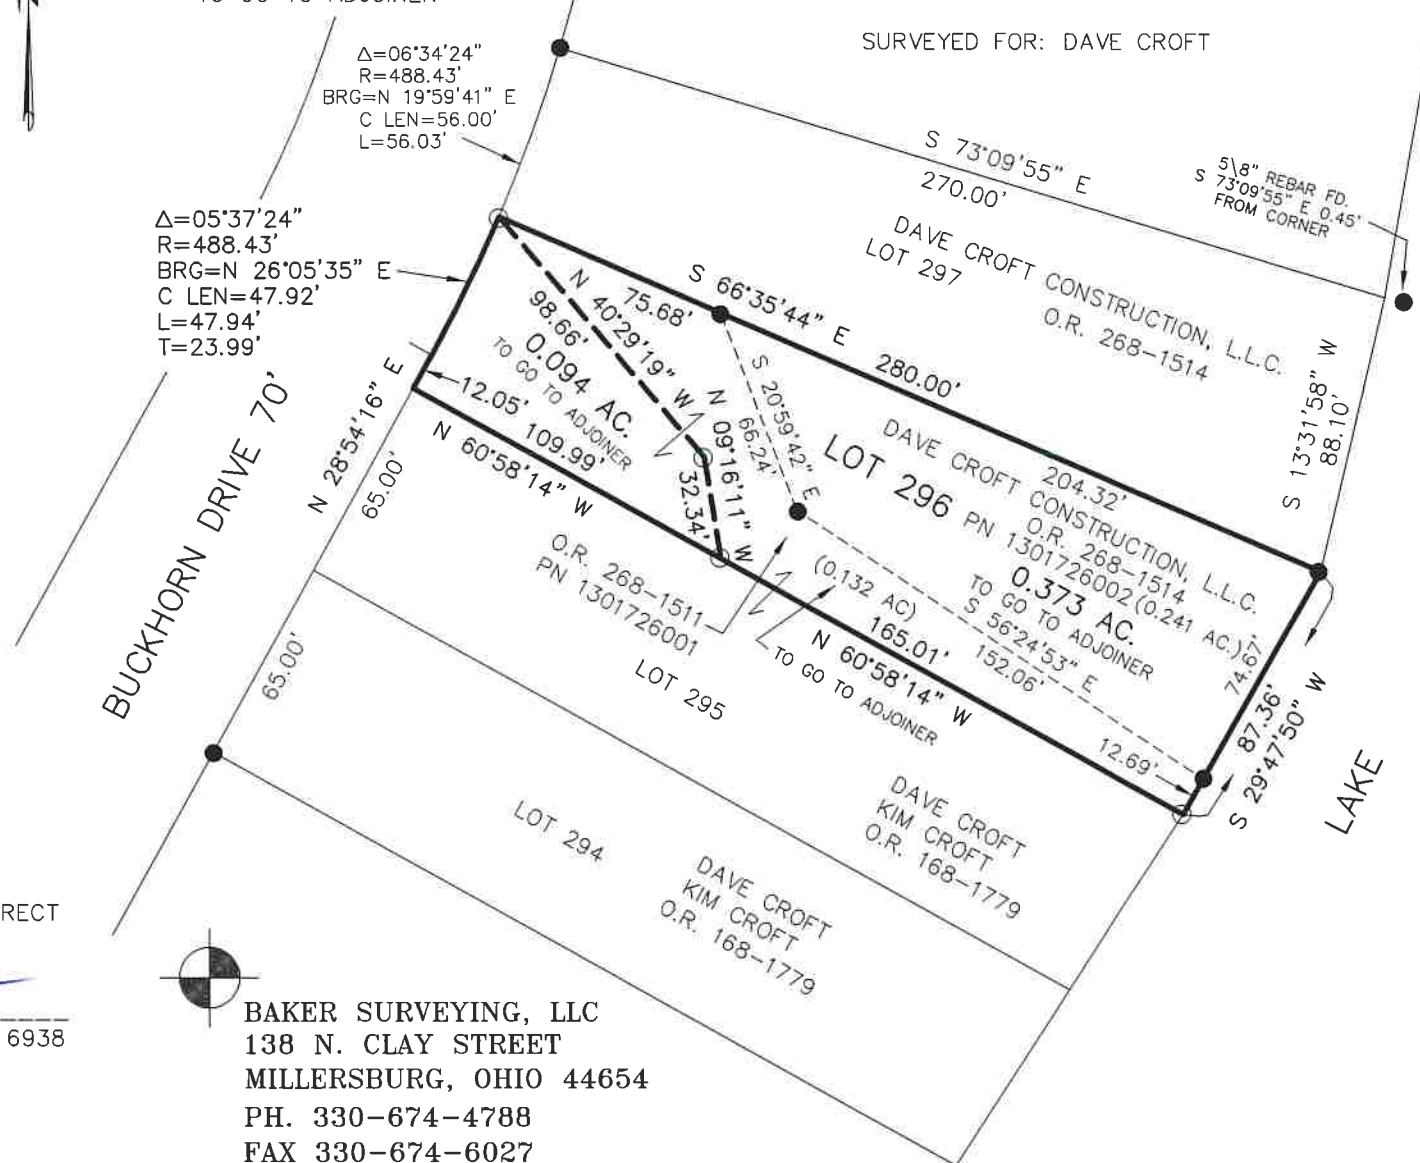 SURVEYED FOR: DAVE CROFT
Δ=06°34'24"
R=488.43'
BRG=N 19°59'41" E
C LEN=56.00'
L=56.03'
S 73°09'55" E
270.00'
5\8" REBAR FD.
S 73°09'55" E 0.45'
FROM CORNER
Δ=05°37'24"
R=488.43'
BRG=N 26°05'35" E
C LEN=47.92'
L=47.94'
T=23.99'
DAVE CROFT CONSTRUCTION, L.L.C.
LOT 297
O.R. 268-1514
S 66°35'44" E
75.68'
280.00'
204.32'
N 40°29'19" W
98.66'
0.094 AC.
TO GO TO ADJOINER
S 20°59'42" E
66.24'
N 09°16'11" W
32.34'
S 13°31'58" W
88.10'
DAVE CROFT CONSTRUCTION, L.L.C.
O.R. 268-1514
LOT 296 PN 1301726002 (0.241 AC.)
0.373 AC.
TO GO TO ADJOINER
S 56°24'53" E
152.06'
BUCKHORN DRIVE 70'
N 28°54'16" E
65.00'
12.05'
109.99'
N 60°58'14" W
O.R. 268-1511
PN 1301726001
(0.132 AC)
165.01'
N 60°58'14" W
TO GO TO ADJOINER
74.67'
87.36'
S 29°47'50" W
12.69'
LAKE
65.00'
LOT 295
DAVE CROFT
KIM CROFT
O.R. 168-1779
LOT 294
DAVE CROFT
KIM CROFT
O.R. 168-1779
RECT
6938
BAKER SURVEYING, LLC
138 N. CLAY STREET
MILLERSBURG, OHIO 44654
PH. 330-674-4788
FAX 330-674-6027